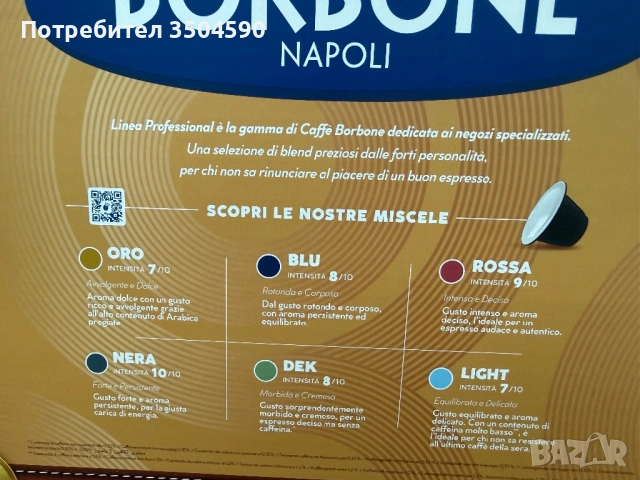 Потребител 3504590
BORBONE
NAPOLI
Linea Professional è la gamma di Caffè Borbone dedicata ai negozi specializzati.
Una selezione di blend preziosi dalle forti personalità,
per chi non sa rinunciare al piacere di un buon espresso.
SCOPRI LE NOSTRE MISCELE
ORO
INTENSITÀ 7/10
Avvolgente e Dolce
Aroma dolce con un gusto
ricco e avvolgente grazie
all'alto contenuto di Arabica
pregiate.
BLU
INTENSITÀ 8/10
Rotonda e Corposa
Dal gusto rotondo e corposo,
con aroma persistente ed
equilibrato.
ROSSA
INTENSITÀ 9/10
Intensa e Decisa
Gusto intenso e aroma
deciso, l'ideale per un
espresso audace e autentico.
NERA
INTENSITÀ 10/10
Forte e Persistente
Gusto forte e aroma
persistente, per la giusta
carica di energia.
DEK
INTENSITÀ 8/10
Morbida e Cremosa
Gusto sorprendentemente
morbido e cremoso, per un
espresso deciso ma senza
caffeina.
LIGHT
INTENSITÀ 7/10
Equilibrata e Delicata
Gusto equilibrato e aroma
delicato. Con un contenuto di
caffeina molto basso**, è
l'ideale per chi non sa resistere
all'ultimo caffè della sera.
BAZAR